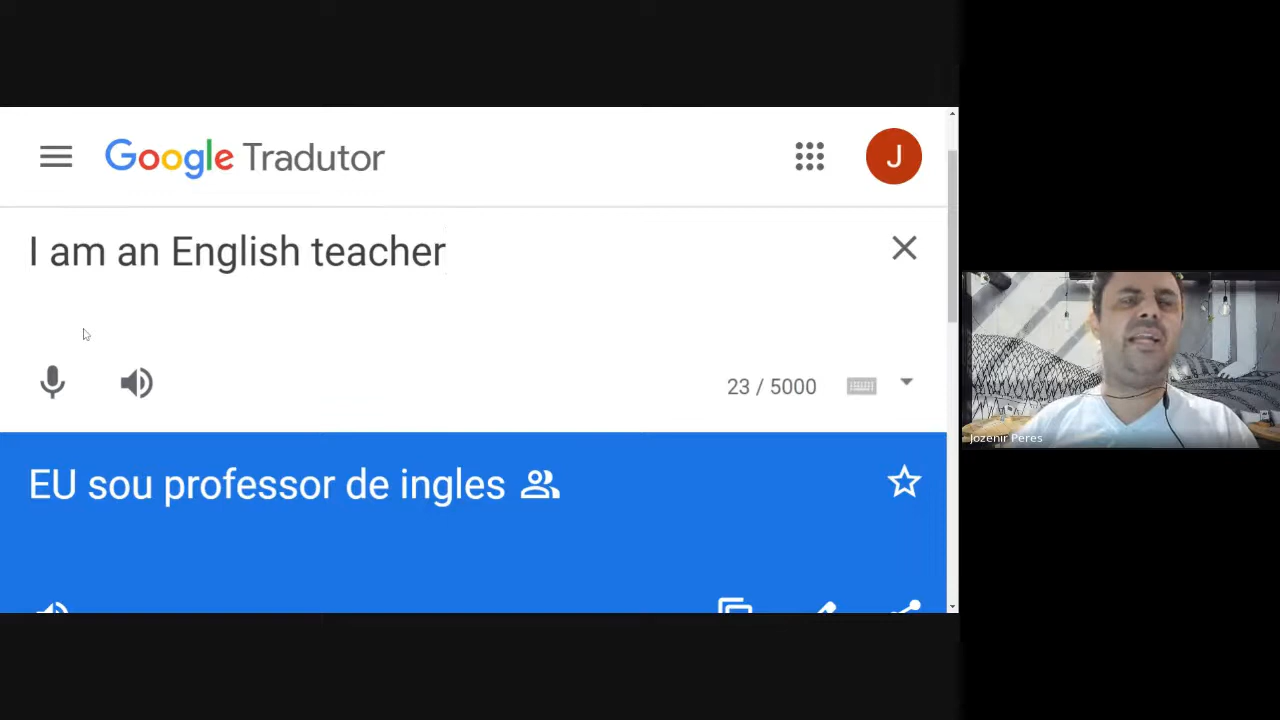 Google Tradutor
J
I am an English teacher
23 / 5000
EU sou professor de ingles
Jozenir Peres